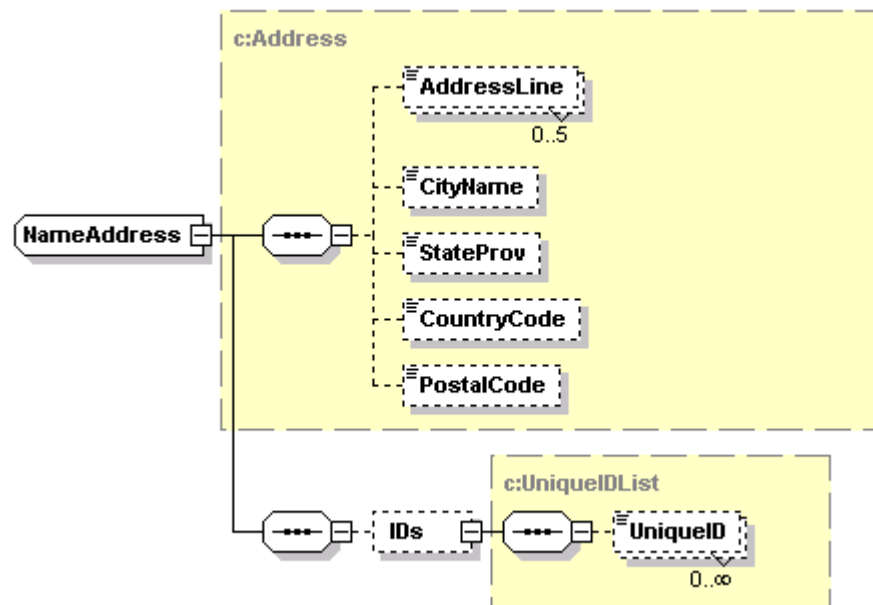 c:Address
AddressLine
0..5
CityName
NameAddress
StateProv
CountryCode
PostalCode
c:UniqueIDList
IDs
UniqueID
0..∞